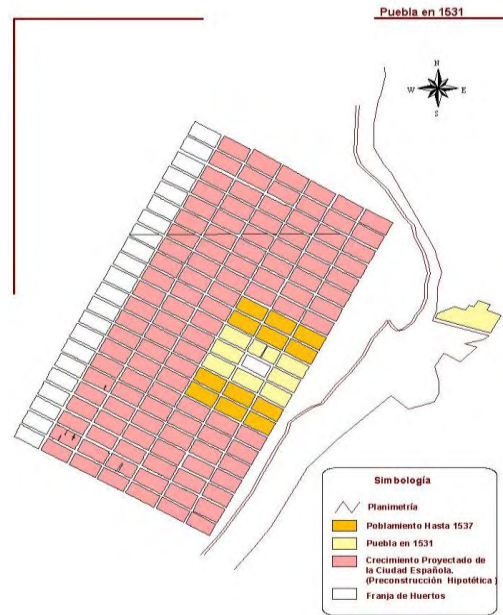 Puebla en 1531
N
W E
S
Simbología
Planimetría
Poblamiento Hasta 1537
Puebla en 1531
Crecimiento Proyectado de
la Ciudad Española.
(Preconstrucción Hipotética )
Franja de Huertos